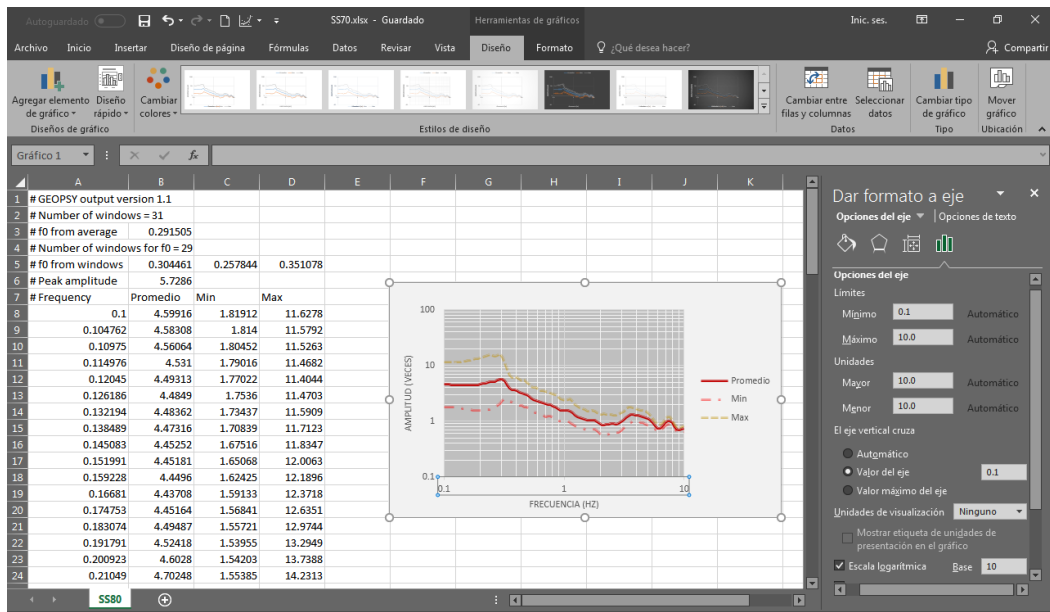 Autoguardado
SS70.xlsx - Guardado
Herramientas de gráficos
Inic. ses.
Archivo Inicio Insertar Diseño de página Fórmulas Datos Revisar Vista Diseño Formato ¿Qué desea hacer? Compartir
Agregar elemento de gráfico
Diseño rápido
Cambiar colores
Cambiar entre filas y columnas
Seleccionar datos
Cambiar tipo de gráfico
Mover gráfico
Diseños de gráfico Estilos de diseño Datos Tipo Ubicación
Gráfico 1 fx
A B C D E F G H I J K
1 # GEOPSY output version 1.1
2 # Number of windows = 31
3 # f0 from average 0.291505
4 # Number of windows for f0 = 29
5 # f0 from windows 0.304461 0.257844 0.351078
6 # Peak amplitude 5.7286
7 # Frequency Promedio Min Max
8 0.1 4.59916 1.81912 11.6278
9 0.104762 4.58308 1.814 11.5792
10 0.10975 4.56064 1.80452 11.5263
11 0.114976 4.531 1.79016 11.4682
12 0.12045 4.49313 1.77022 11.4044
13 0.126186 4.4849 1.7536 11.4703
14 0.132194 4.48362 1.73437 11.5909
15 0.138489 4.47316 1.70839 11.7123
16 0.145083 4.45252 1.67516 11.8347
17 0.151991 4.45181 1.65068 12.0063
18 0.159228 4.4496 1.62425 12.1896
19 0.16681 4.43708 1.59133 12.3718
20 0.174753 4.45164 1.56841 12.6351
21 0.183074 4.49487 1.55721 12.9744
22 0.191791 4.52418 1.53955 13.2949
23 0.200923 4.6028 1.54203 13.7388
24 0.21049 4.70248 1.55385 14.2313
100
10
1
0.1
AMPLITUD (VECES)
0.1 1 10
FRECUENCIA (HZ)
Promedio
Min
Max
Dar formato a eje
Opciones del eje Opciones de texto
Opciones del eje
Límites
Mínimo 0.1 Automático
Máximo 10.0 Automático
Unidades
Mayor 10.0 Automático
Menor 10.0 Automático
El eje vertical cruza
Automático
Valor del eje 0.1
Valor máximo del eje
Unidades de visualización Ninguno
Mostrar etiqueta de unidades de
presentación en el gráfico
Escala logarítmica Base 10
SS80